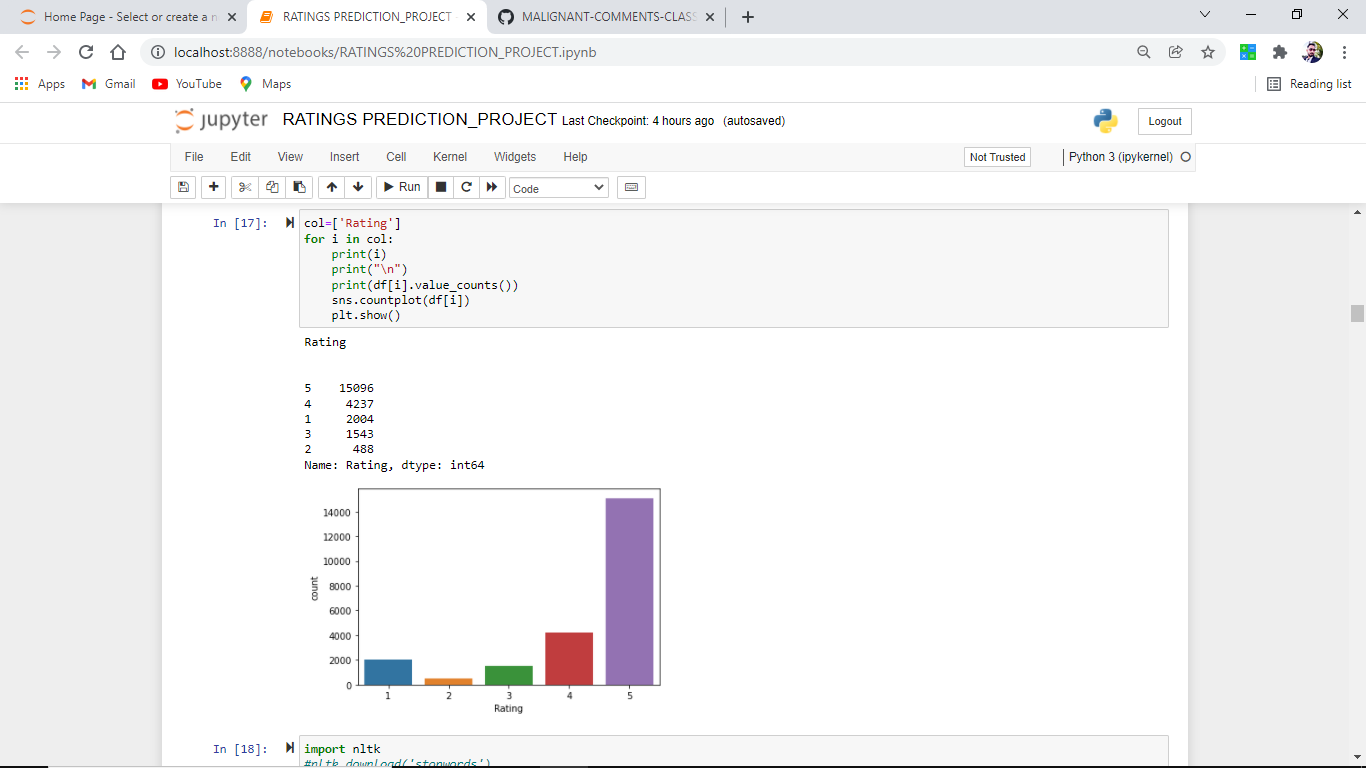 Home Page - Select or create a n
RATINGS PREDICTION_PROJECT
MALIGNANT-COMMENTS-CLASS
localhost:8888/notebooks/RATINGS%20PREDICTION_PROJECT.ipynb
Apps Gmail YouTube Maps Reading list
jupyter RATINGS PREDICTION_PROJECT Last Checkpoint: 4 hours ago (autosaved) Logout
File Edit View Insert Cell Kernel Widgets Help Not Trusted Python 3 (ipykernel)
Run Code
In [17]:
col=['Rating']
for i in col:
    print(i)
    print("\n")
    print(df[i].value_counts())
    sns.countplot(df[i])
    plt.show()
Rating
5 15096
4 4237
1 2004
3 1543
2 488
Name: Rating, dtype: int64
14000
12000
10000
8000
6000
4000
2000
0
count
1 2 3 4 5
Rating
In [18]:
import nltk
#nltk.download('stopwords')